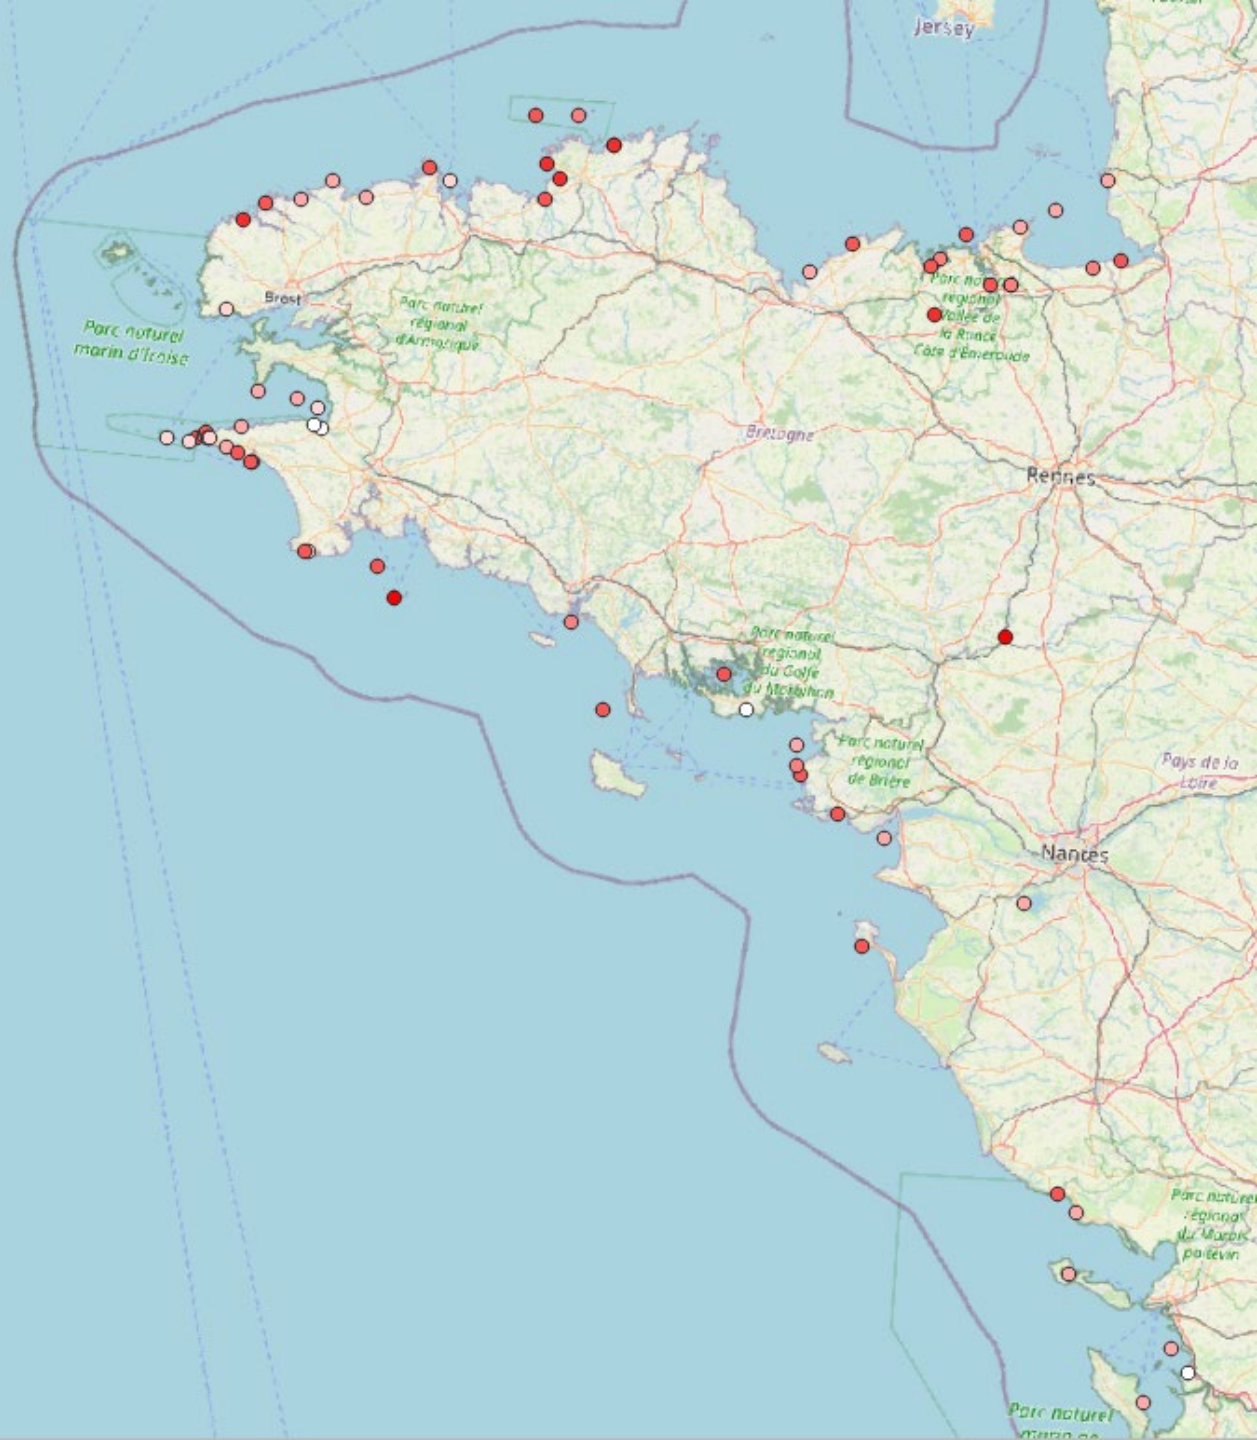 Jersey
Parc naturel
régional
Vallée de
la Rance
Côte d'Émeraude
Brest
Parc naturel
régional
d'Armorique
Parc naturel
marin d'Iroise
Bretagne
Rennes
Parc naturel
régional
du Golfe
du Morbihan
Parc naturel
régional
de Brière
Pays de la
Loire
Nantes
Parc naturel
régional
du Marais
poitevin
Parc naturel
marin de